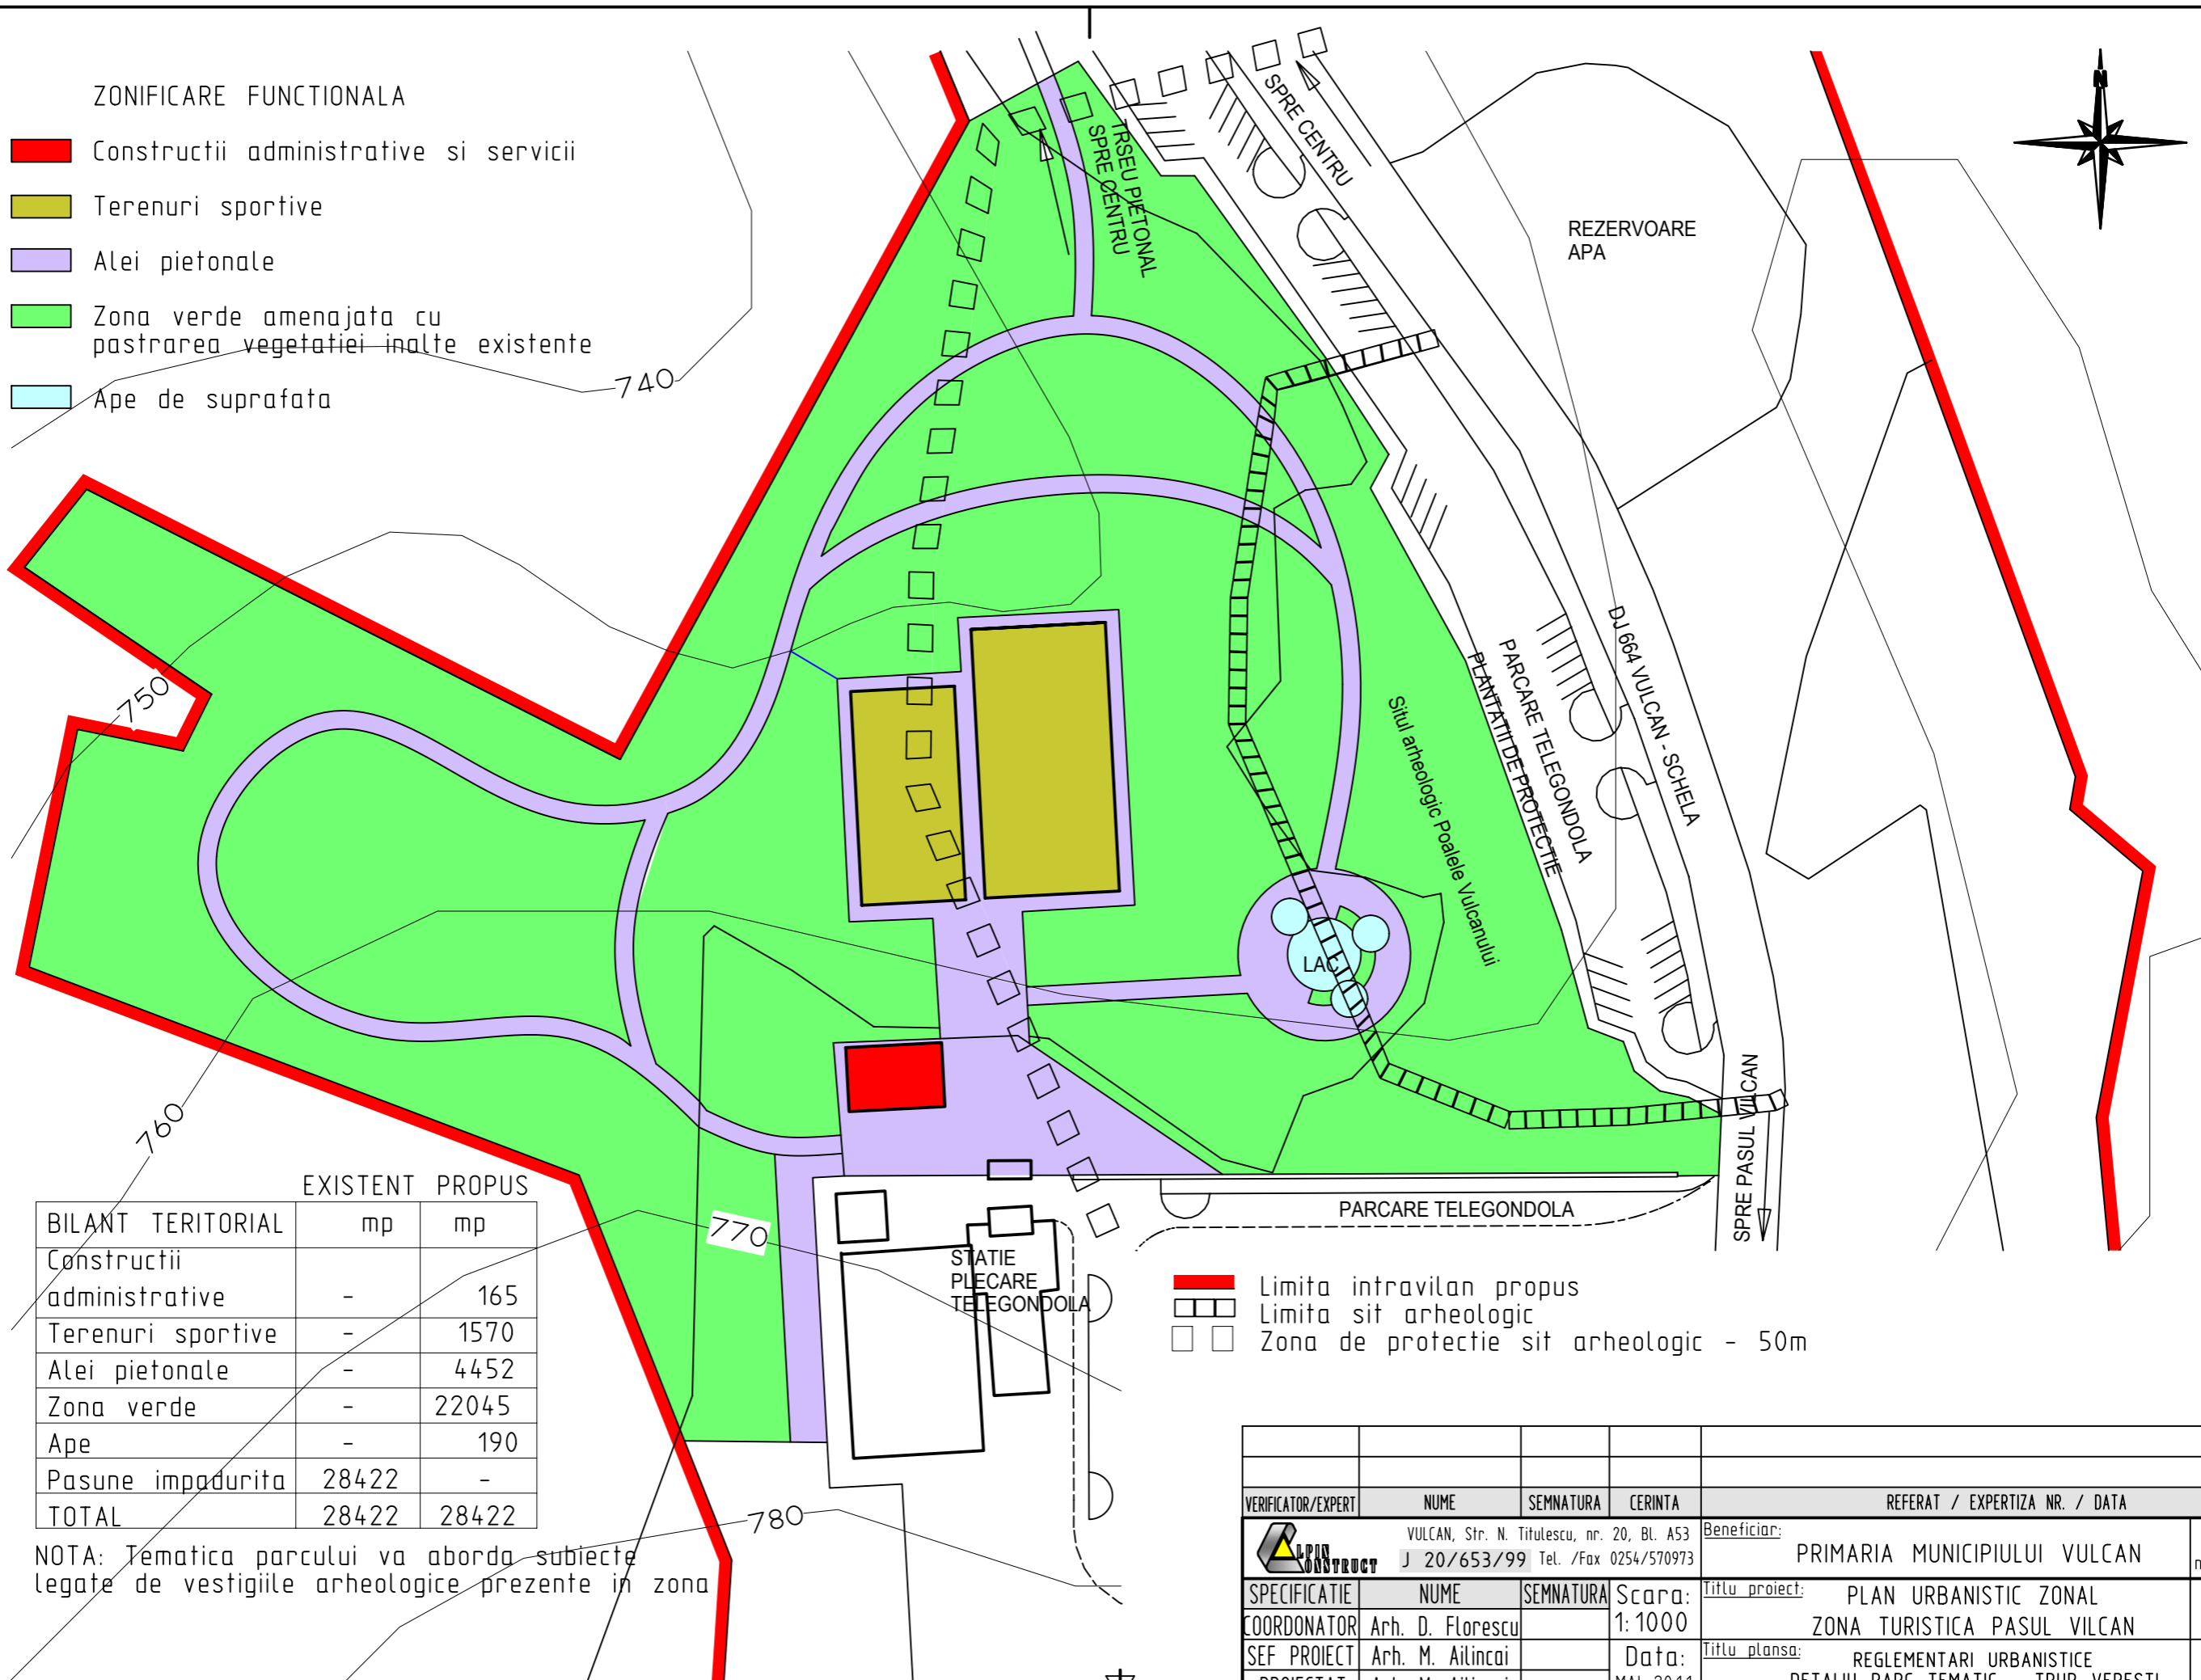 ZONIFICARE FUNCTIONALA
Constructii administrative si servicii
Terenuri sportive
Alei pietonale
Zona verde amenajata cu
pastrarea vegetatiei inalte existente
Ape de suprafata
740
750
760
770
780
N
TRSEU PIETONAL
SPRE CENTRU
SPRE CENTRU
REZERVOARE
APA
DJ 664 VULCAN - SCHELA
PARCARE TELEGONDOLA
PLANTATII DE PROTECTIE
Situl arheologic Poalele Vulcanului
LAC
SPRE PASUL VILCAN
PARCARE TELEGONDOLA
STATIE
PLECARE
TELEGONDOLA
EXISTENT PROPUS
BILANT TERITORIAL mp mp
Constructii
administrative - 165
Terenuri sportive - 1570
Alei pietonale - 4452
Zona verde - 22045
Ape - 190
Pasune impadurita 28422 -
TOTAL 28422 28422
NOTA: Tematica parcului va aborda subiecte
legate de vestigiile arheologice prezente in zona
Limita intravilan propus
Limita sit arheologic
Zona de protectie sit arheologic - 50m
VERIFICATOR/EXPERT NUME SEMNATURA CERINTA REFERAT / EXPERTIZA NR. / DATA
ALPIN CONSTRUCT
VULCAN, Str. N. Titulescu, nr. 20, Bl. A53
J 20/653/99 Tel. /Fax 0254/570973
Beneficiar:
PRIMARIA MUNICIPIULUI VULCAN
SPECIFICATIE NUME SEMNATURA Scara:
1:1000
Titlu proiect: PLAN URBANISTIC ZONAL
ZONA TURISTICA PASUL VILCAN
COORDONATOR Arh. D. Florescu
SEF PROIECT Arh. M. Ailincai Data:
Titlu plansa: REGLEMENTARI URBANISTICE